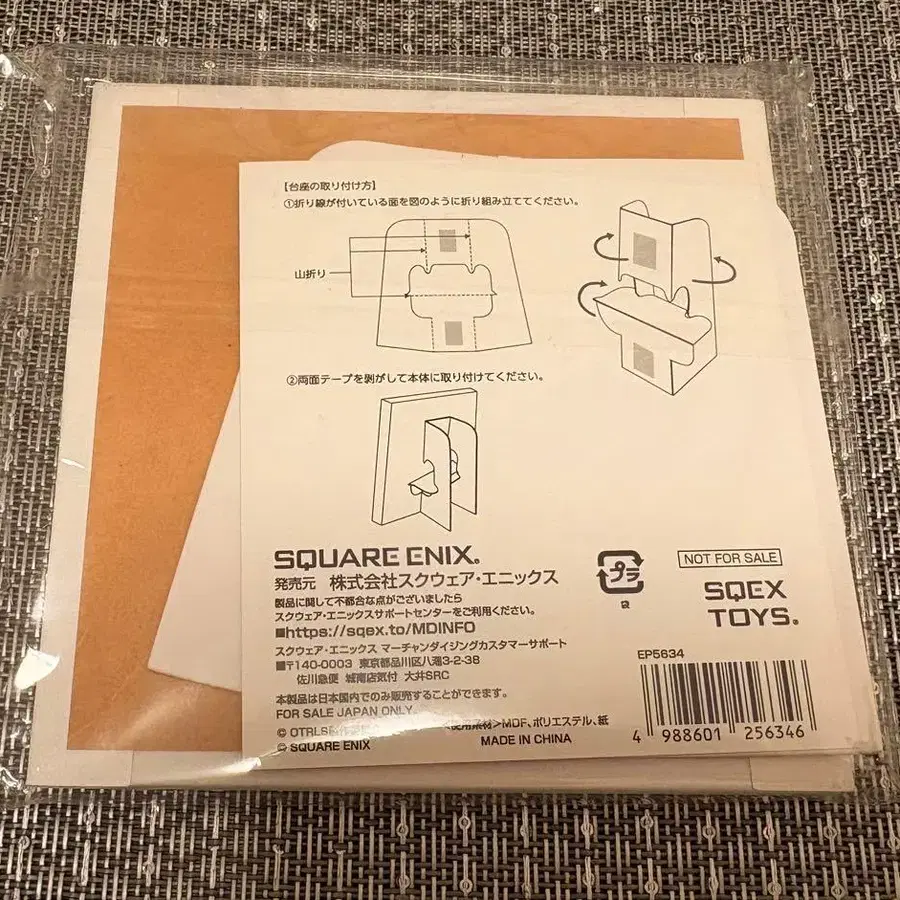 【台座の取り付け方】
①折り線が付いている面を図のように折り組み立ててください。
山折り
②両面テープを剥がして本体に取り付けてください。
SQUARE ENIX®
発売元 株式会社スクウェア・エニックス
製品に関して不都合な点がございましたら
スクウェア・エニックスサポートセンターをご利用ください。
■https://sqex.to/MDINFO
スクウェア・エニックス マーチャンダイジングカスタマーサポート
■〒140-0003 東京都品川区八潮3-2-38
佐川急便 城南店気付 大井SRC
本製品は日本国内でのみ販売することができます。
FOR SALE JAPAN ONLY
© OTRLS
© SQUARE ENIX
<使用素材>MDF、ポリエステル、紙
MADE IN CHINA
プラ
袋
NOT FOR SALE
SQEX
TOYS®
EP5634
4 988601 256346